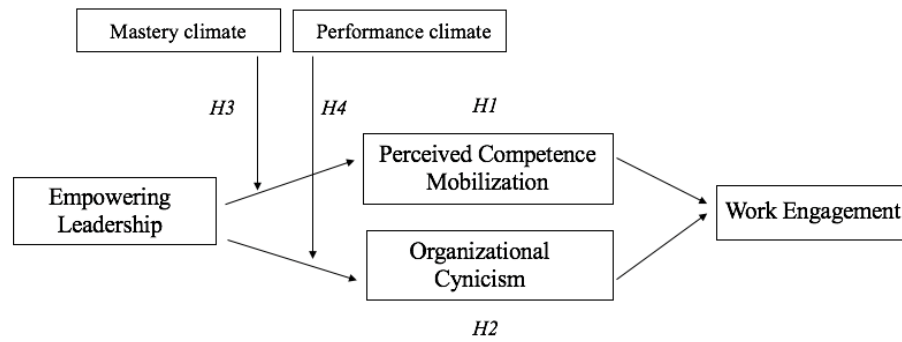 Mastery climate
Performance climate
H3
H4
H1
Perceived Competence
Mobilization
Empowering
Leadership
Work Engagement
Organizational
Cynicism
H2